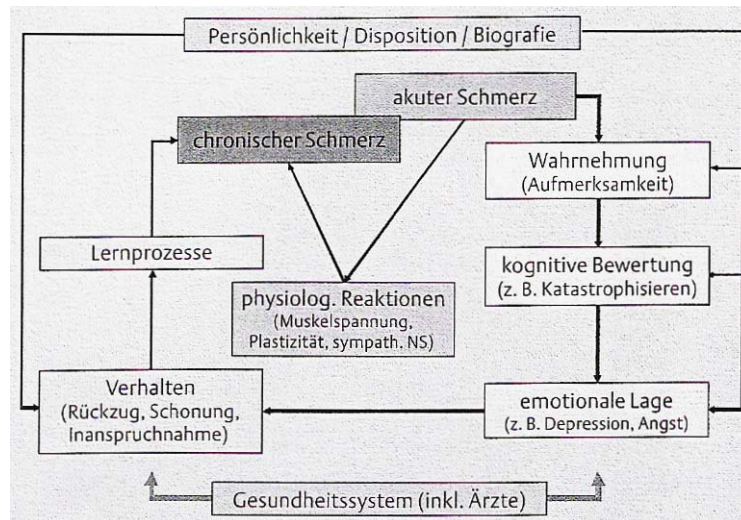 Persönlichkeit / Disposition / Biografie
akuter Schmerz
chronischer Schmerz
Wahrnehmung
(Aufmerksamkeit)
Lernprozesse
kognitive Bewertung
(z. B. Katastrophisieren)
physiolog. Reaktionen
(Muskelspannung,
Plastizität, sympath. NS)
Verhalten
(Rückzug, Schonung,
Inanspruchnahme)
emotionale Lage
(z. B. Depression, Angst)
Gesundheitssystem (inkl. Ärzte)